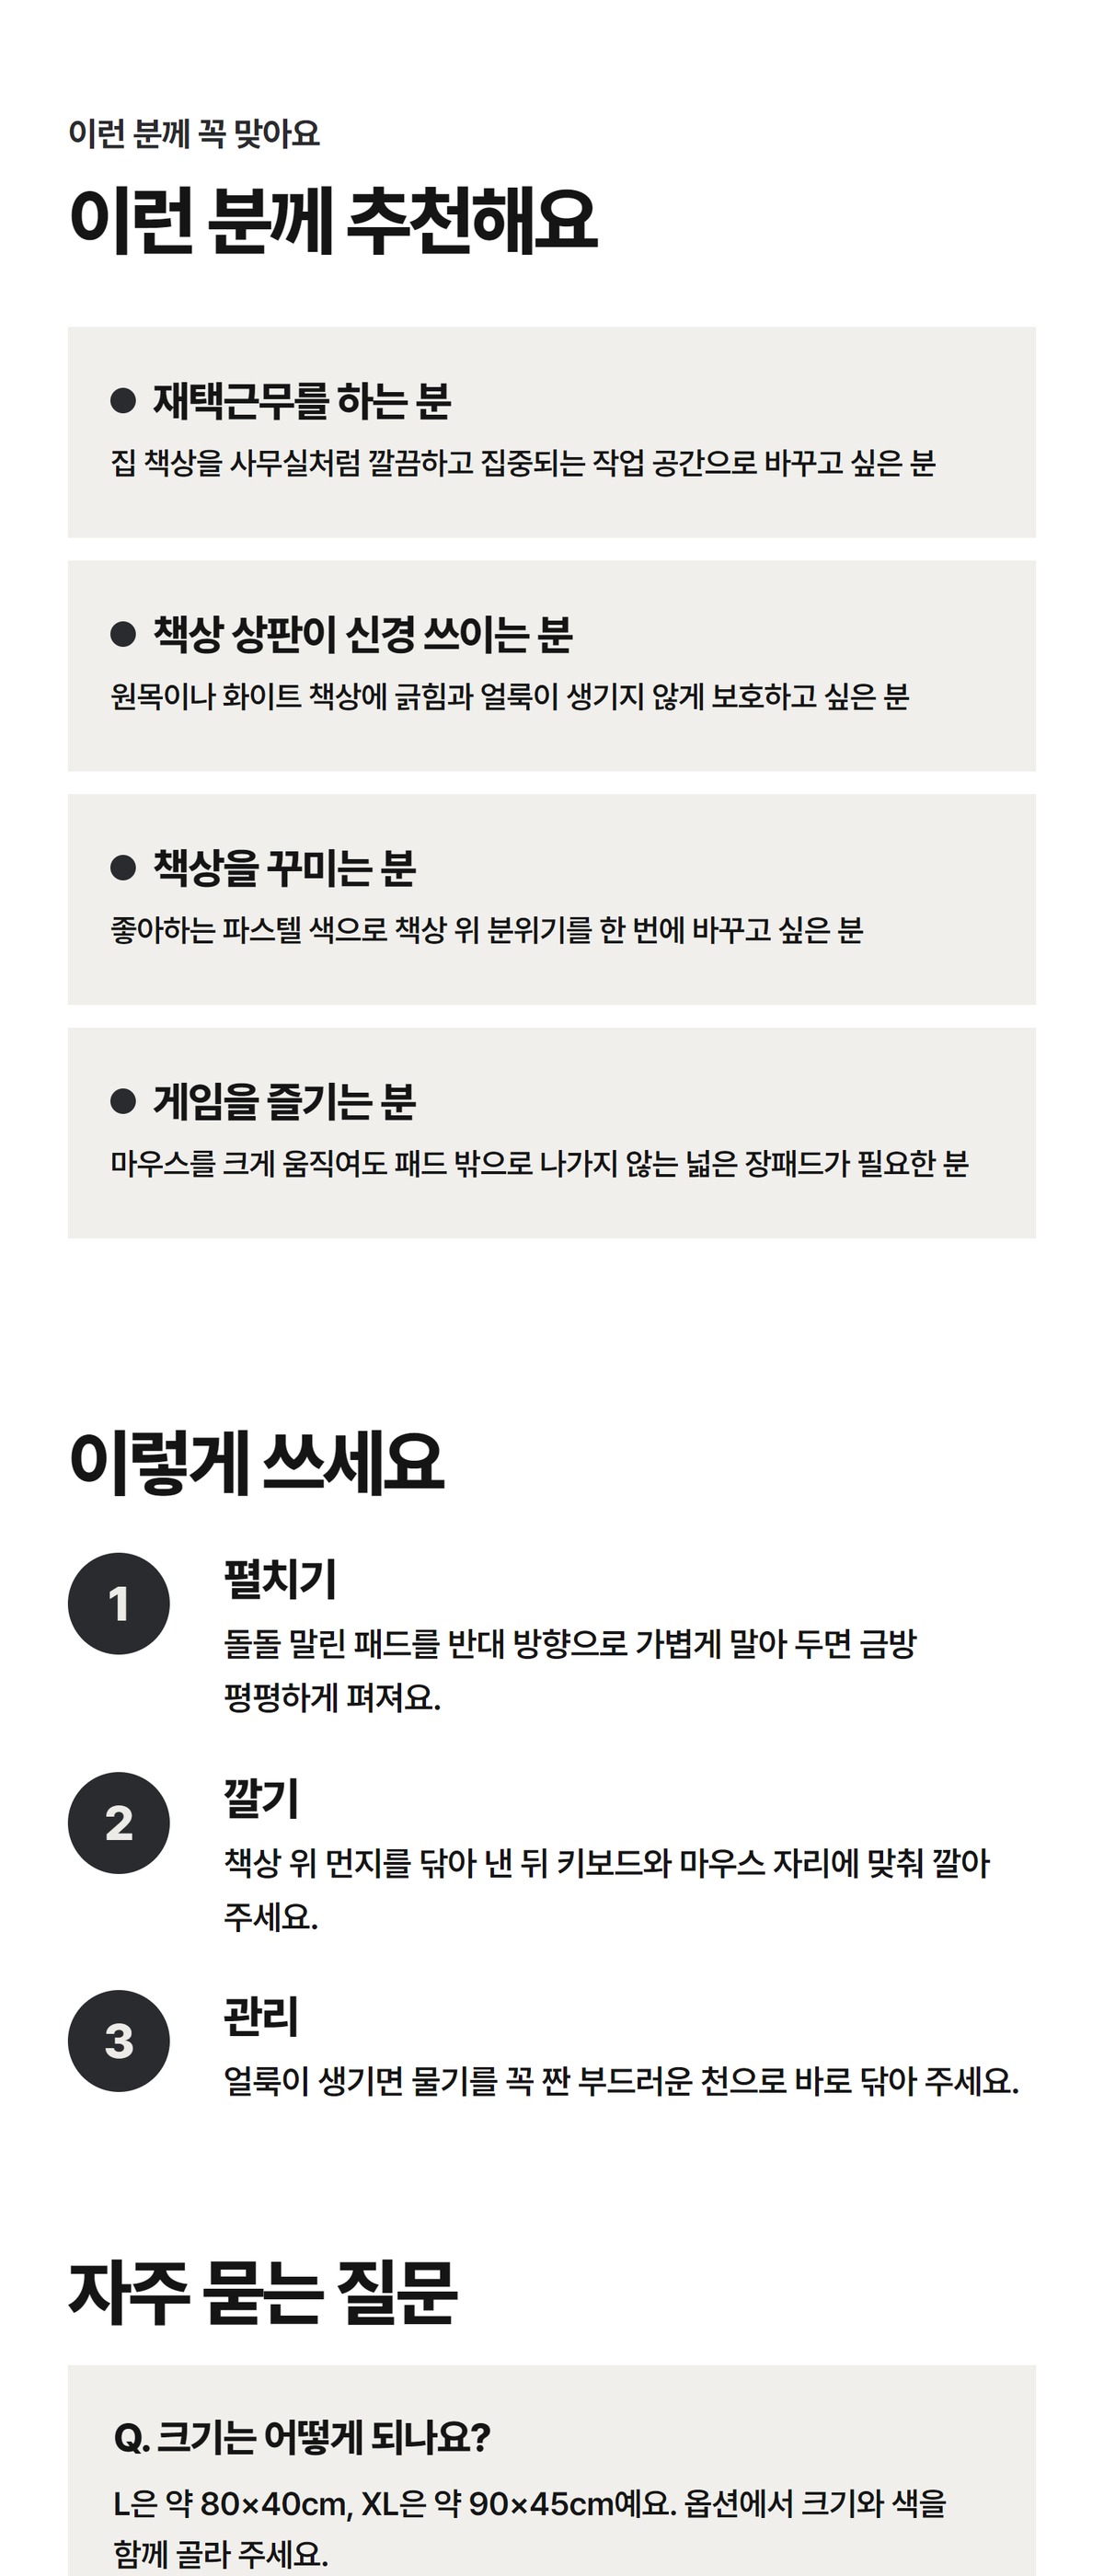 이런 분께 꼭 맞아요
이런 분께 추천해요
재택근무를 하는 분
집 책상을 사무실처럼 깔끔하고 집중되는 작업 공간으로 바꾸고 싶은 분
책상 상판이 신경 쓰이는 분
원목이나 화이트 책상에 긁힘과 얼룩이 생기지 않게 보호하고 싶은 분
책상을 꾸미는 분
좋아하는 파스텔 색으로 책상 위 분위기를 한 번에 바꾸고 싶은 분
게임을 즐기는 분
마우스를 크게 움직여도 패드 밖으로 나가지 않는 넓은 장패드가 필요한 분
이렇게 쓰세요
1
펼치기
돌돌 말린 패드를 반대 방향으로 가볍게 말아 두면 금방
평평하게 펴져요.
2
깔기
책상 위 먼지를 닦아 낸 뒤 키보드와 마우스 자리에 맞춰 깔아
주세요.
3
관리
얼룩이 생기면 물기를 꼭 짠 부드러운 천으로 바로 닦아 주세요.
자주 묻는 질문
Q. 크기는 어떻게 되나요?
L은 약 80×40cm, XL은 약 90×45cm예요. 옵션에서 크기와 색을
함께 골라 주세요.